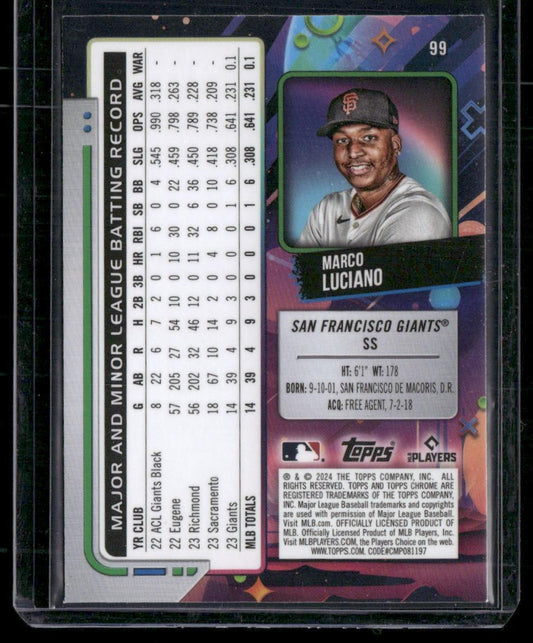 99
SF
MARCO
LUCIANO
SAN FRANCISCO GIANTS®
SS
HT: 6'1" WT: 178
BORN: 9-10-01, SAN FRANCISCO DE MACORIS, D.R.
ACQ: FREE AGENT, 7-2-18
Topps
MLB PLAYERS
® & © 2024 THE TOPPS COMPANY, INC. ALL
RIGHTS RESERVED. TOPPS AND TOPPS CHROME ARE
REGISTERED TRADEMARKS OF THE TOPPS COMPANY,
INC. Major League Baseball trademarks and copyrights
are used with permission of Major League Baseball.
Visit MLB.com. OFFICIALLY LICENSED PRODUCT OF
MLB. Officially Licensed Product of MLB Players, Inc.
Visit MLBPLAYERS.com, the Players Choice on the web.
WWW.TOPPS.COM. CODE#CMP081197
MAJOR AND MINOR LEAGUE BATTING RECORD
YR CLUB G AB R H 2B 3B HR RBI SB BB SLG OPS AVG WAR
22 ACL Giants Black 8 22 6 7 2 0 1 6 0 4 .545 .990 .318 -
22 Eugene 57 205 27 54 10 0 10 30 0 22 .459 .798 .263 -
23 Richmond 56 202 32 46 12 0 11 32 6 36 .450 .789 .228 -
23 Sacramento 18 67 10 14 2 0 4 8 0 10 .418 .738 .209 -
23 Giants 14 39 4 9 3 0 0 0 1 6 .308 .641 .231 0.1
MLB TOTALS 14 39 4 9 3 0 0 0 1 6 .308 .641 .231 0.1